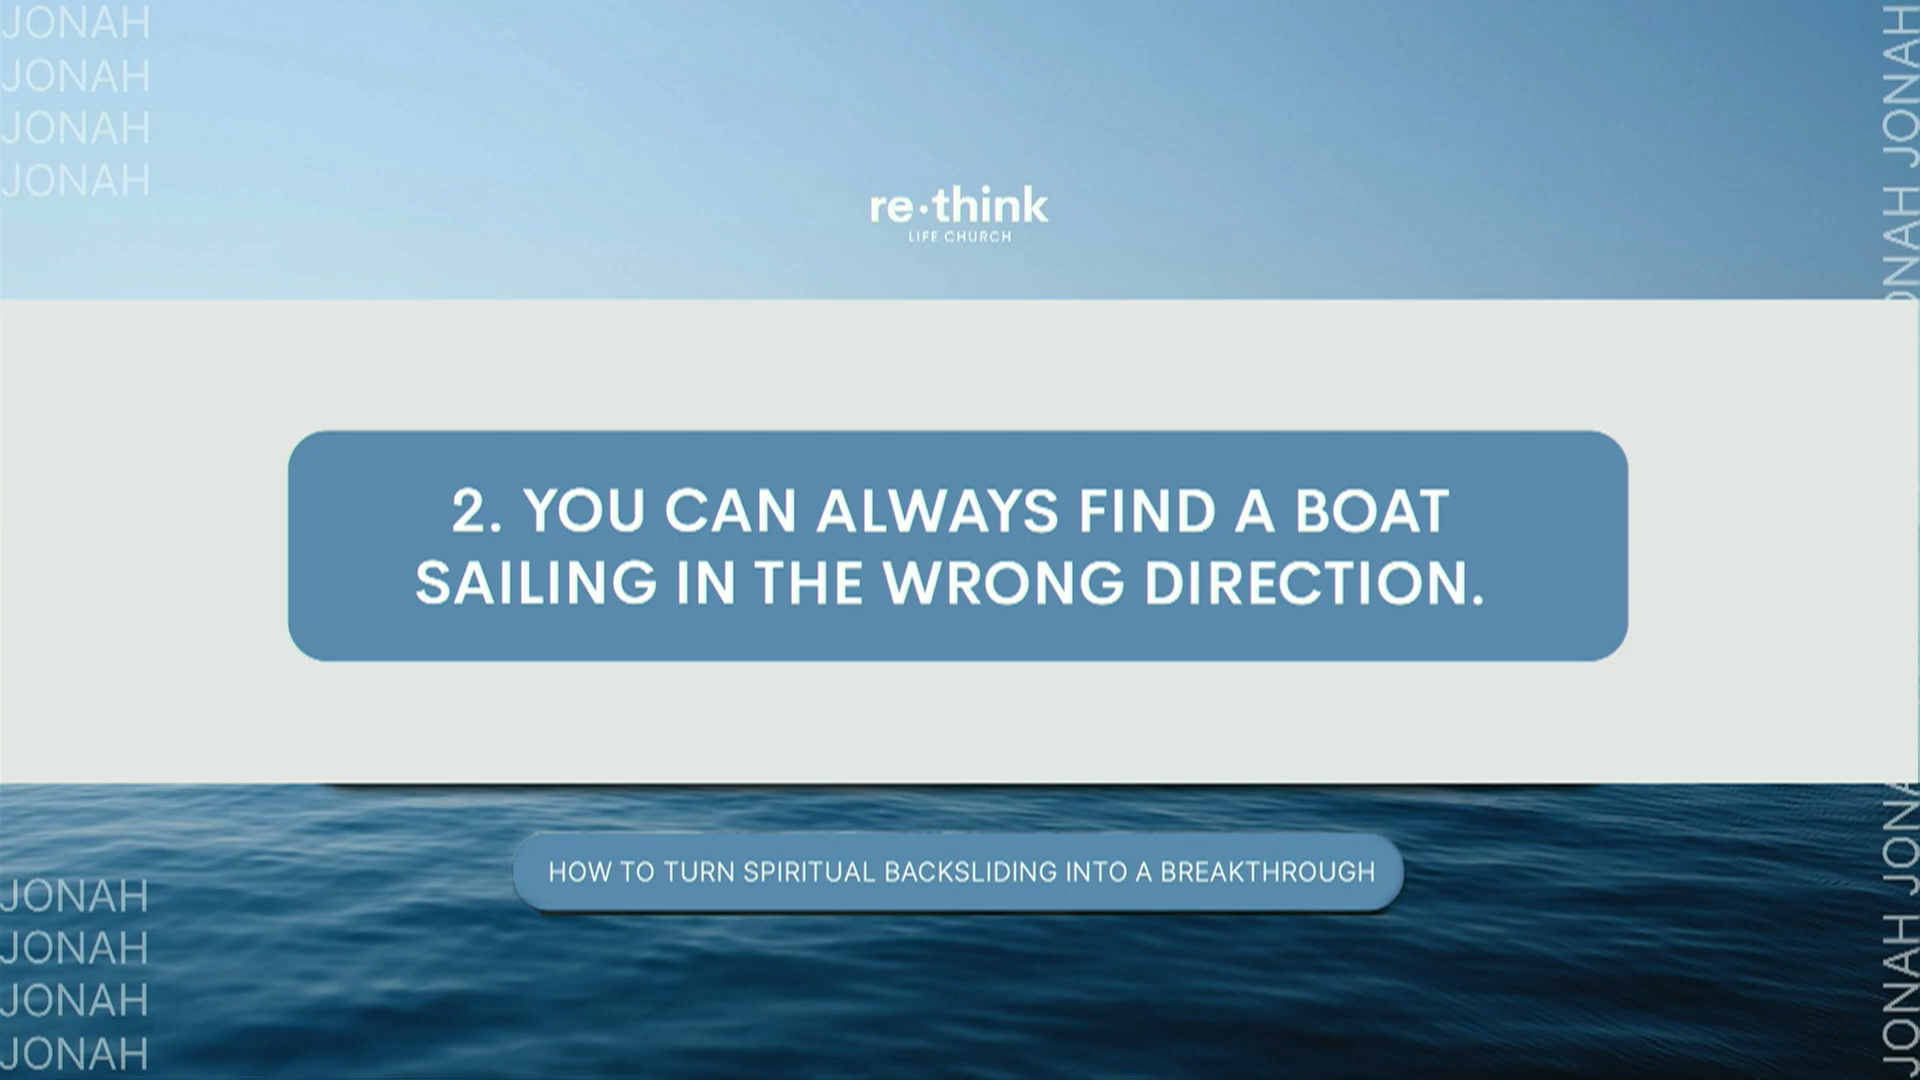 JONAH
JONAH
JONAH
JONAH
re·think
LIFE CHURCH
JONAH JONAH
2. YOU CAN ALWAYS FIND A BOAT
SAILING IN THE WRONG DIRECTION.
HOW TO TURN SPIRITUAL BACKSLIDING INTO A BREAKTHROUGH
JONAH
JONAH
JONAH
JONAH
JONAH JONA